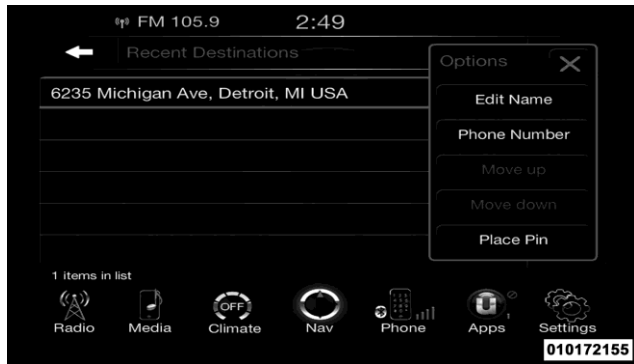 FM 105.9 2:49
Recent Destinations
Options
6235 Michigan Ave, Detroit, MI USA
Edit Name
Phone Number
Move up
Move down
Place Pin
1 items in list
OFF
Radio Media Climate Nav Phone Apps Settings
010172155